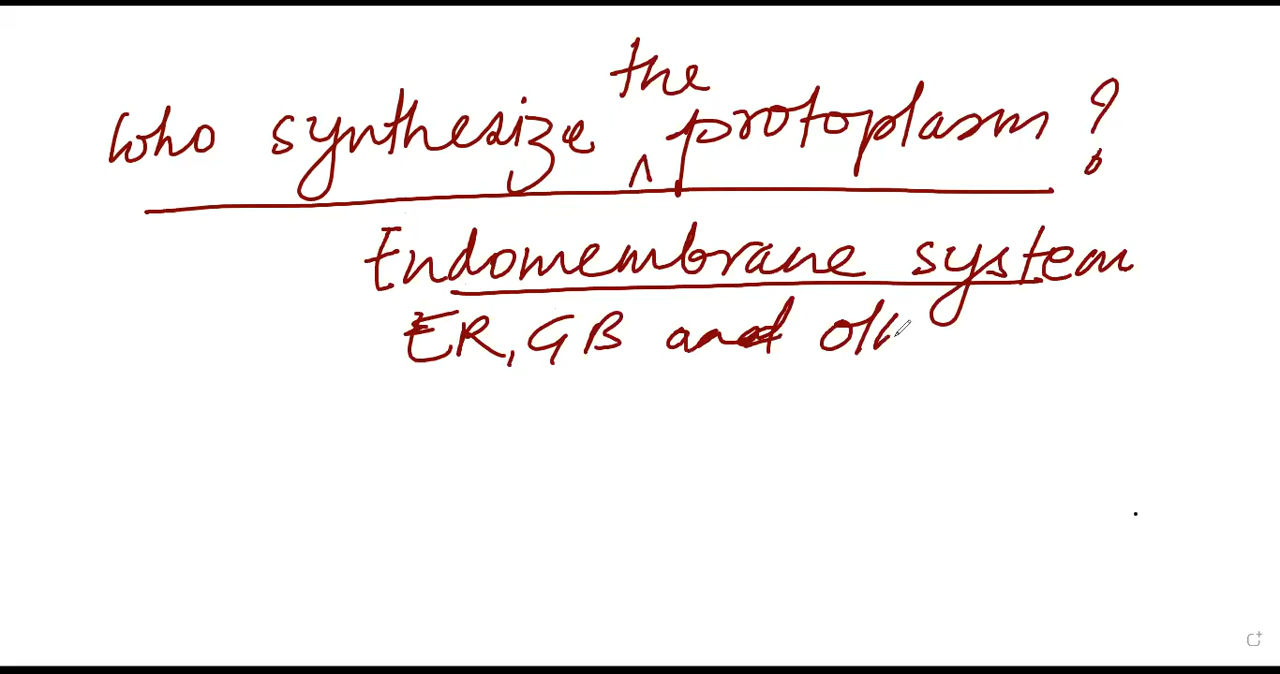 who synthesize the protoplasm?
Endomembrane system
ER, GB and